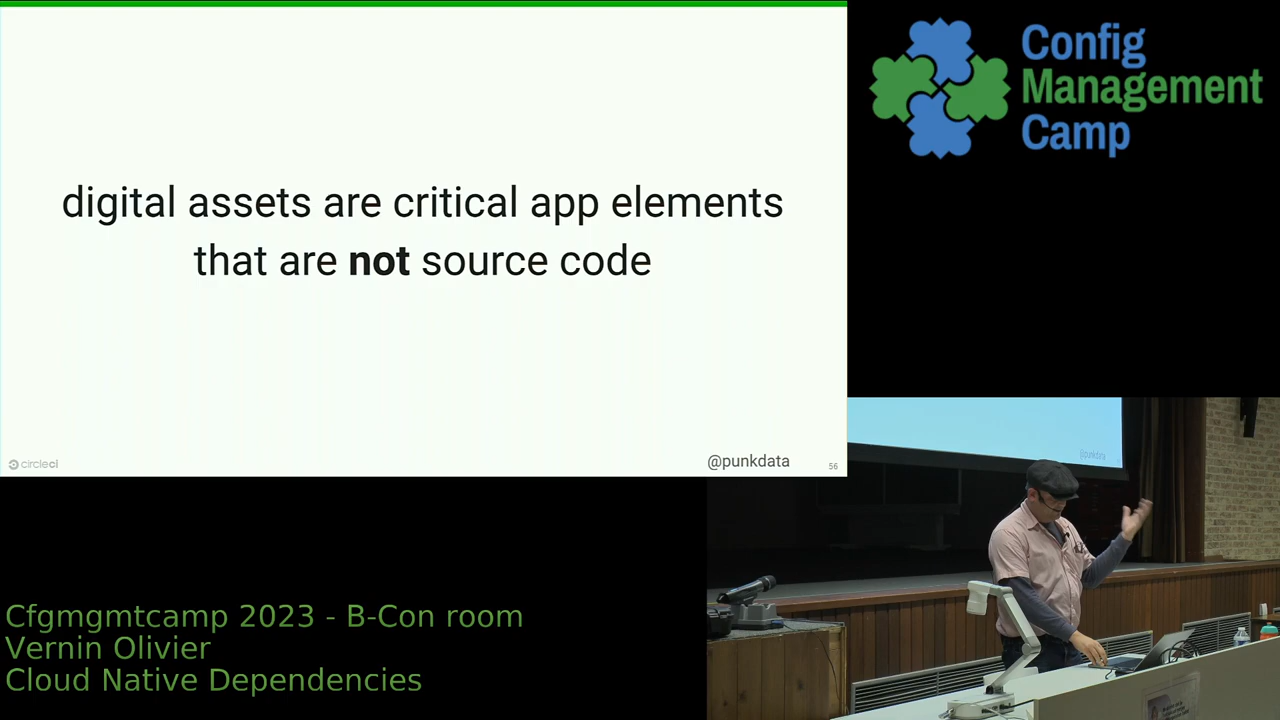 digital assets are critical app elements
that are not source code
circleci
@punkdata
56
Config
Management
Camp
@punkdata
Cfgmgmtcamp 2023 - B-Con room
Vernin Olivier
Cloud Native Dependencies